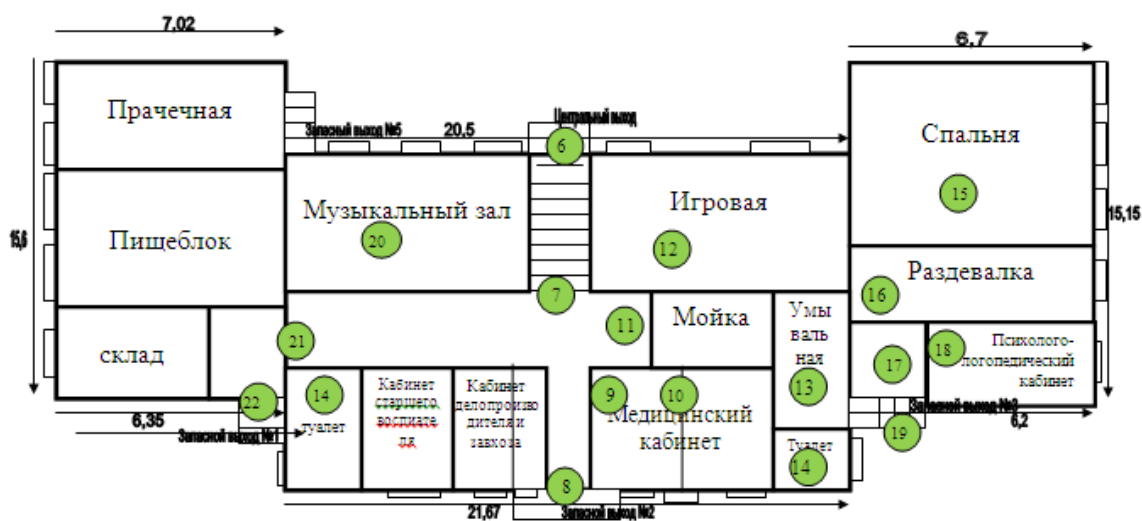 7,02
6,7
Прачечная
Запасный выход №5
20.5
Центральный выход
6
Спальня
15
Музыкальный зал
20
Игровая
12
15,15
15,6
Пищеблок
Раздевалка
16
7
11
Мойка
Умы
валь
ная
13
склад
21
17
18
Психолого-
логопедический
кабинет
22
14
туалет
Кабинет
старшего
воспитате
ля
Кабинет
делопроизво
дителя и
завхоза
9
10
Медицинский
кабинет
6,35
Запасной выход №1
Запасной выход №3
6,2
19
Туалет
14
8
21,67
Запасной выход №2